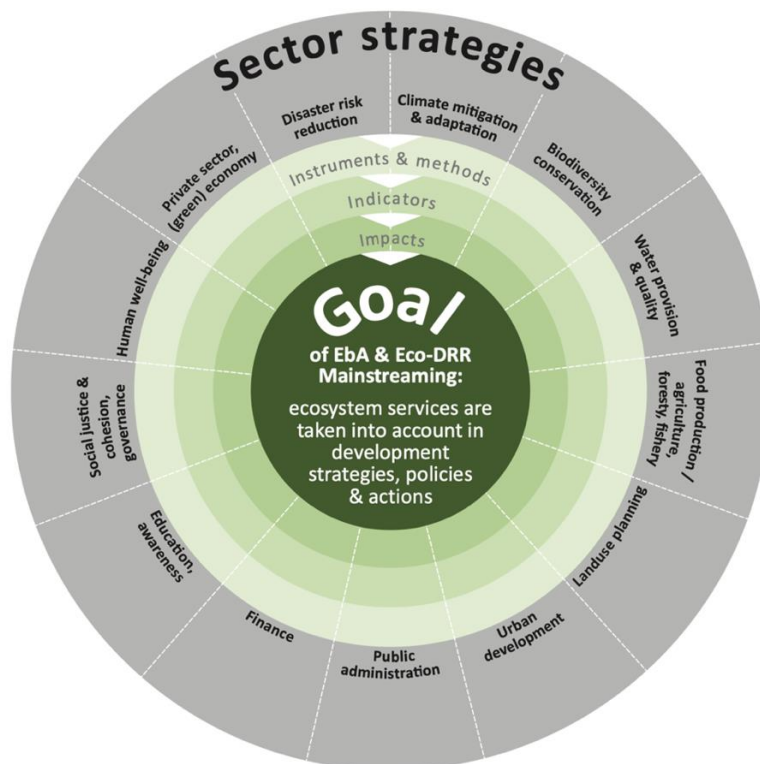 Sector strategies
Disaster risk
reduction
Climate mitigation
& adaptation
Biodiversity
conservation
Water provision
& quality
Food production /
agriculture,
foresty, fishery
Landuse planning
Urban
development
Public
administration
Finance
Education,
awareness
Social justice &
cohesion,
governance
Human well-being
Private sector,
(green) economy
Instruments & methods
Indicators
Impacts
Goal
of EbA & Eco-DRR
Mainstreaming:
ecosystem services are
taken into account in
development
strategies, policies
& actions